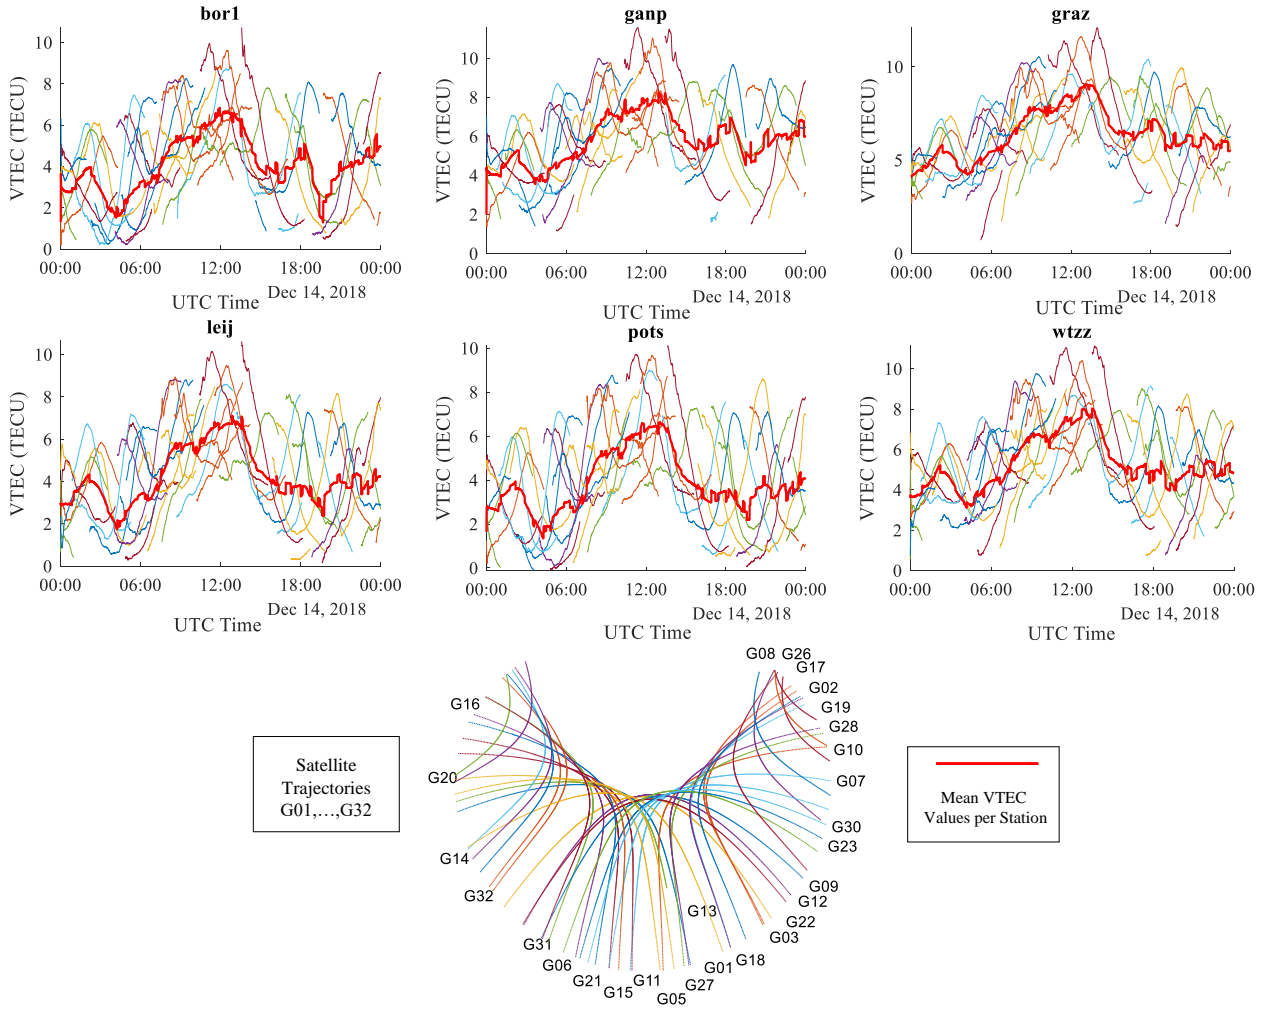 bor1
ganp
graz
VTEC (TECU)
10
8
6
4
2
0
00:00 06:00 12:00 18:00 00:00
Dec 14, 2018
UTC Time
VTEC (TECU)
10
8
6
4
2
0
00:00 06:00 12:00 18:00 00:00
Dec 14, 2018
UTC Time
VTEC (TECU)
10
5
0
00:00 06:00 12:00 18:00 00:00
Dec 14, 2018
UTC Time
leij
pots
wtzz
VTEC (TECU)
10
8
6
4
2
0
00:00 06:00 12:00 18:00 00:00
Dec 14, 2018
UTC Time
VTEC (TECU)
10
8
6
4
2
0
00:00 06:00 12:00 18:00 00:00
Dec 14, 2018
UTC Time
VTEC (TECU)
10
8
6
4
2
0
00:00 06:00 12:00 18:00 00:00
Dec 14, 2018
UTC Time
Satellite
Trajectories
G01,…,G32
G08 G26
G17
G02
G19
G28
G10
G07
G30
G23
G09
G12
G22
G03
G13
G18
G01
G27
G05
G11
G15
G21
G06
G31
G32
G14
G20
G16
Mean VTEC
Values per Station